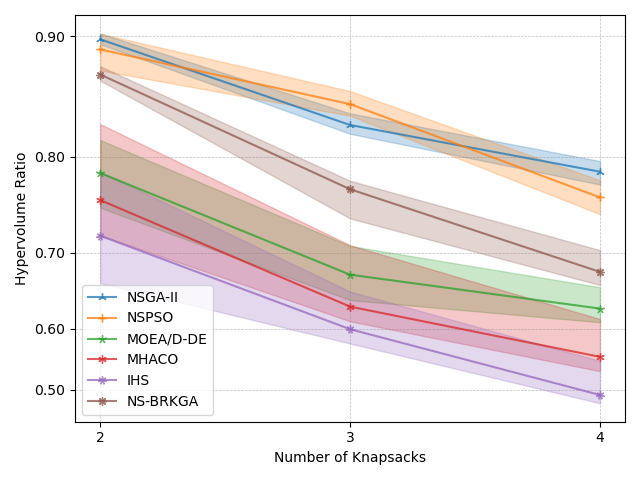 0.90
0.80
0.70
0.60
0.50
Hypervolume Ratio
NSGA-II
NSPSO
MOEA/D-DE
MHACO
IHS
NS-BRKGA
2
3
4
Number of Knapsacks